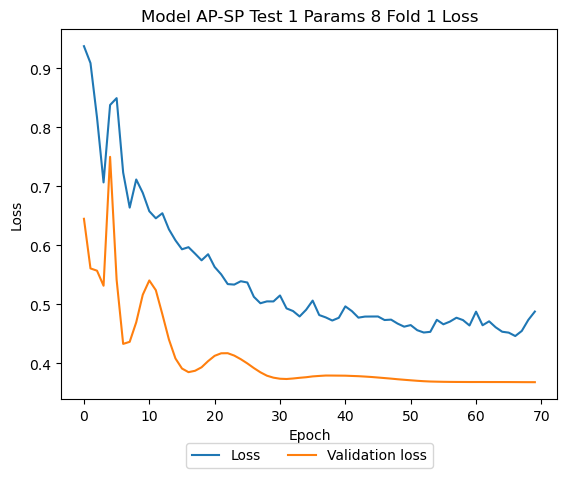 Model AP-SP Test 1 Params 8 Fold 1 Loss
Loss
0.9
0.8
0.7
0.6
0.5
0.4
0 10 20 30 40 50 60 70
Epoch
Loss Validation loss